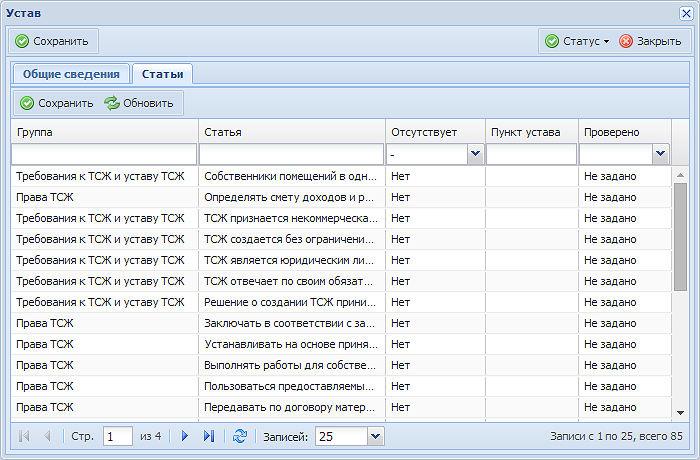 Устав
Сохранить Статус Закрыть
Общие сведения Статьи
Сохранить Обновить
Группа Статья Отсутствует Пункт устава Проверено
-
Требования к ТСЖ и уставу ТСЖ Собственники помещений в одн... Нет Не задано
Права ТСЖ Определять смету доходов и р... Нет Не задано
Требования к ТСЖ и уставу ТСЖ ТСЖ признается некоммерческа... Нет Не задано
Требования к ТСЖ и уставу ТСЖ ТСЖ создается без ограничени... Нет Не задано
Требования к ТСЖ и уставу ТСЖ ТСЖ является юридическим ли... Нет Не задано
Требования к ТСЖ и уставу ТСЖ ТСЖ отвечает по своим обязат... Нет Не задано
Требования к ТСЖ и уставу ТСЖ Решение о создании ТСЖ прини... Нет Не задано
Права ТСЖ Заключать в соответствии с за... Нет Не задано
Права ТСЖ Устанавливать на основе приня... Нет Не задано
Права ТСЖ Выполнять работы для собстве... Нет Не задано
Права ТСЖ Пользоваться предоставляемы... Нет Не задано
Права ТСЖ Передавать по договору матер... Нет Не задано
Стр. 1 из 4 Записей: 25 Записи с 1 по 25, всего 85